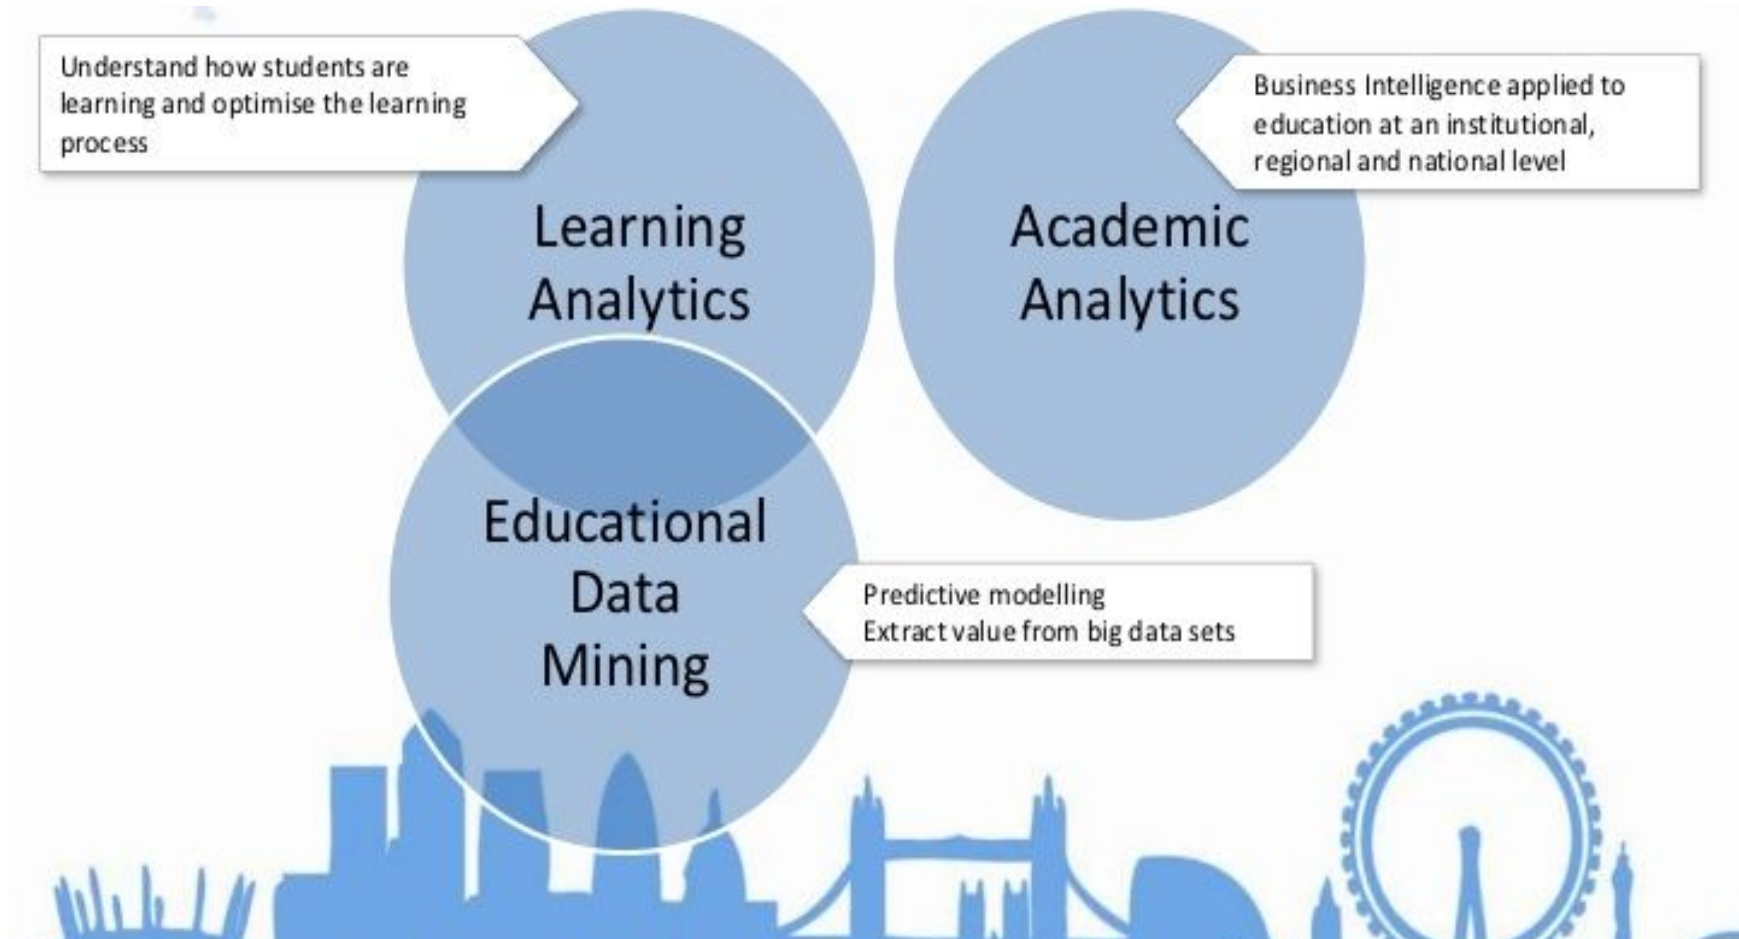 Understand how students are
learning and optimise the learning
process
Learning
Analytics
Business Intelligence applied to
education at an institutional,
regional and national level
Academic
Analytics
Educational
Data
Mining
Predictive modelling
Extract value from big data sets